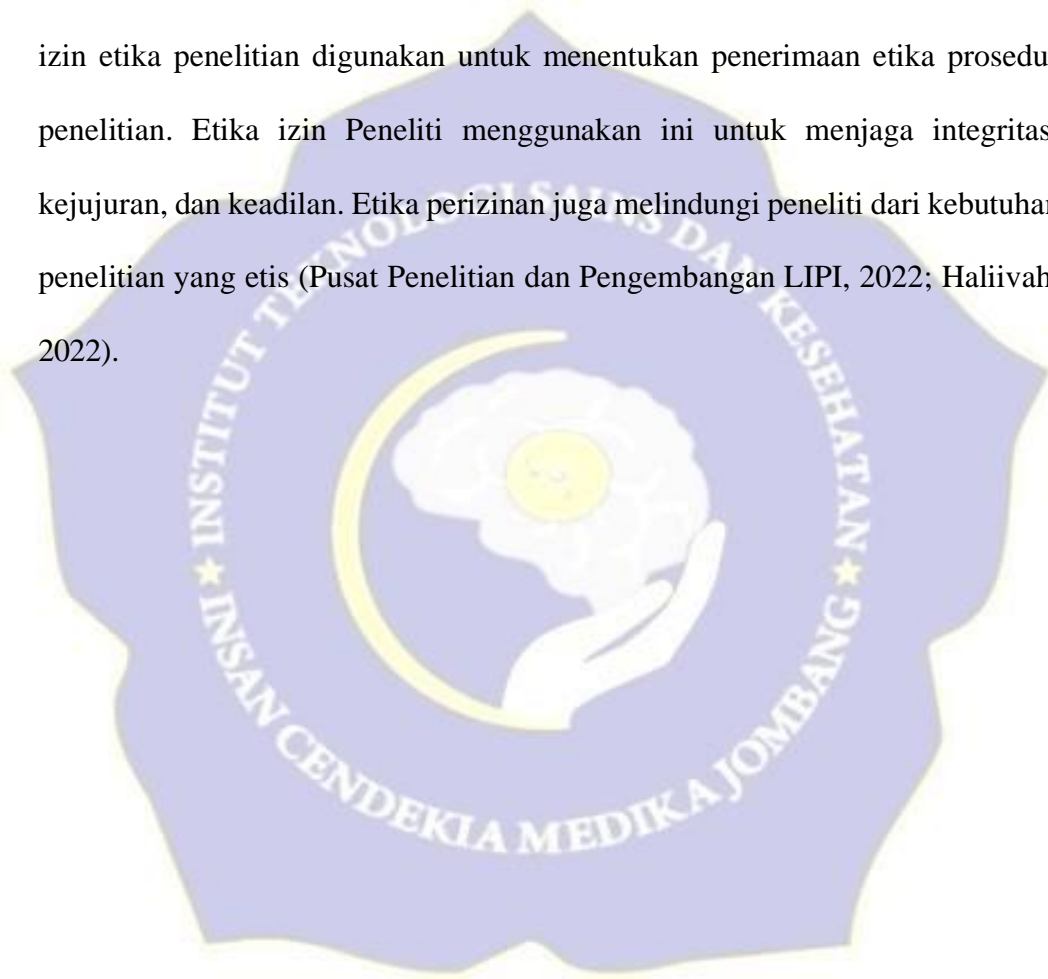 izin etika penelitian digunakan untuk menentukan penerimaan etika prosedu
penelitian. Etika izin Peneliti menggunakan ini untuk menjaga integritas
kejujuran, dan keadilan. Etika perizinan juga melindungi peneliti dari kebutuhan
penelitian yang etis (Pusat Penelitian dan Pengembangan LIPI, 2022; Haliivah
2022).
INSTITUT TEKNOLOGI SAINS DAN KESEHATAN
INSAN CENDEKIA MEDIKA JOMBANG